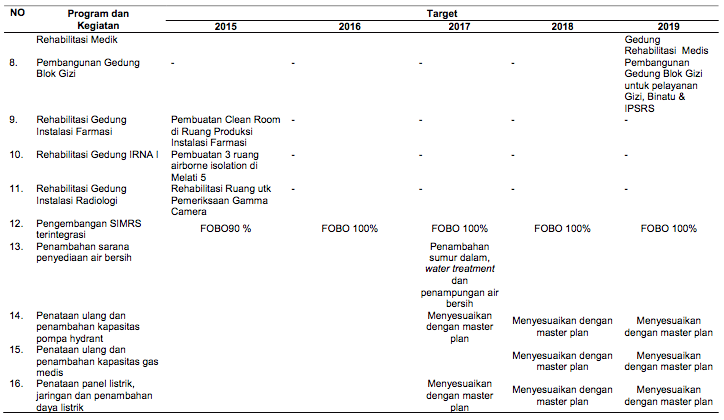 NO Program dan Kegiatan Target
2015 2016 2017 2018 2019
Rehabilitasi Medik Gedung
Rehabilitasi Medis
8. Pembangunan Gedung - - - - Pembangunan
Blok Gizi Gedung Blok Gizi
untuk pelayanan
Gizi, Binatu &
IPSRS
9. Rehabilitasi Gedung Pembuatan Clean Room - - - -
Instalasi Farmasi di Ruang Produksi
Instalasi Farmasi
10. Rehabilitasi Gedung IRNA I Pembuatan 3 ruang - - - -
airborne isolation di
Melati 5
11. Rehabilitasi Gedung Rehabilitasi Ruang utk - - - -
Instalasi Radiologi Pemeriksaan Gamma
Camera
12. Pengembangan SIMRS
terintegrasi FOBO90 % FOBO 100% FOBO 100% FOBO 100% FOBO 100%
13. Penambahan sarana Penambahan
penyediaan air bersih sumur dalam,
water treatment
dan
penampungan air
bersih
14. Penataan ulang dan Menyesuaikan Menyesuaikan dengan Menyesuaikan
penambahan kapasitas dengan master master plan dengan master plan
pompa hydrant plan
15. Penataan ulang dan Menyesuaikan dengan Menyesuaikan
penambahan kapasitas gas master plan dengan master plan
medis
16. Penataan panel listrik, Menyesuaikan Menyesuaikan dengan Menyesuaikan
jaringan dan penambahan dengan master master plan dengan master plan
daya listrik plan